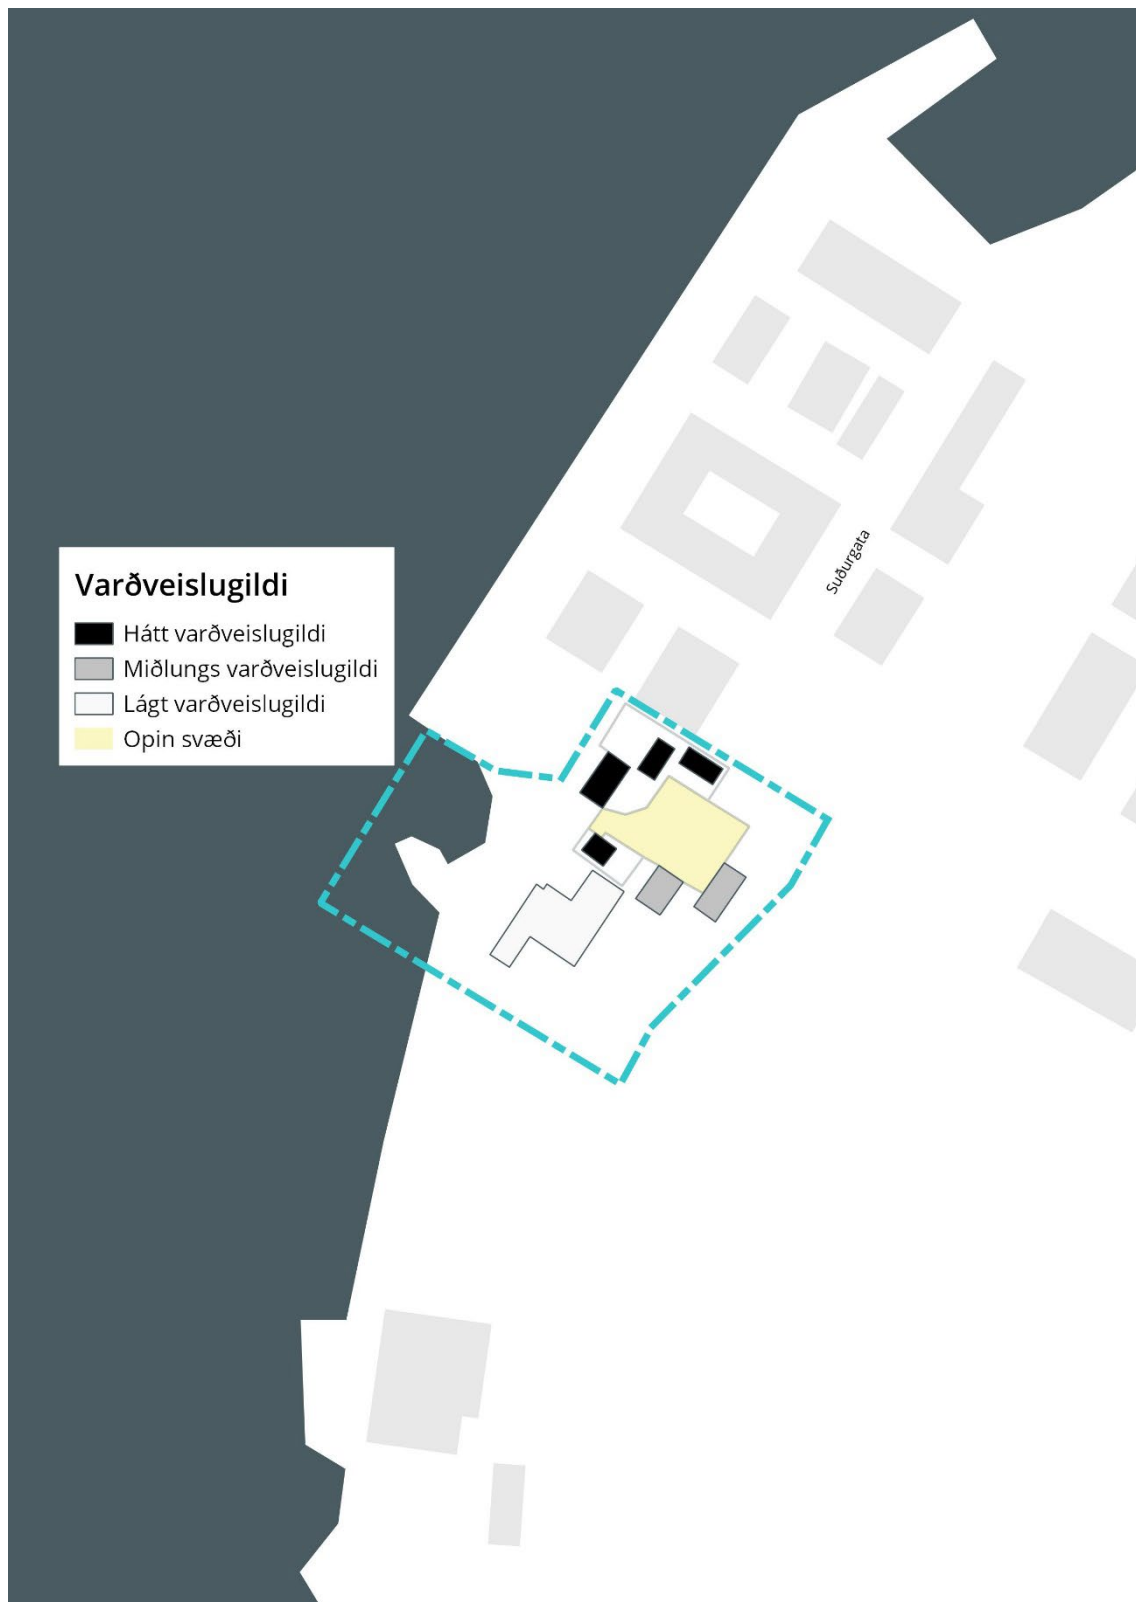 Suðurgata
Varðveislugildi
Hátt varðveislugildi
Miðlungs varðveislugildi
Lágt varðveislugildi
Opin svæði